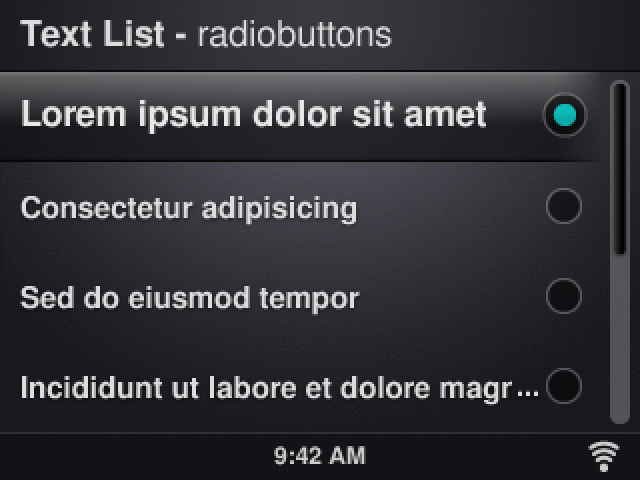 Text List - radiobuttons
Lorem ipsum dolor sit amet
Consectetur adipisicing
Sed do eiusmod tempor
Incididunt ut labore et dolore magr...
9:42 AM